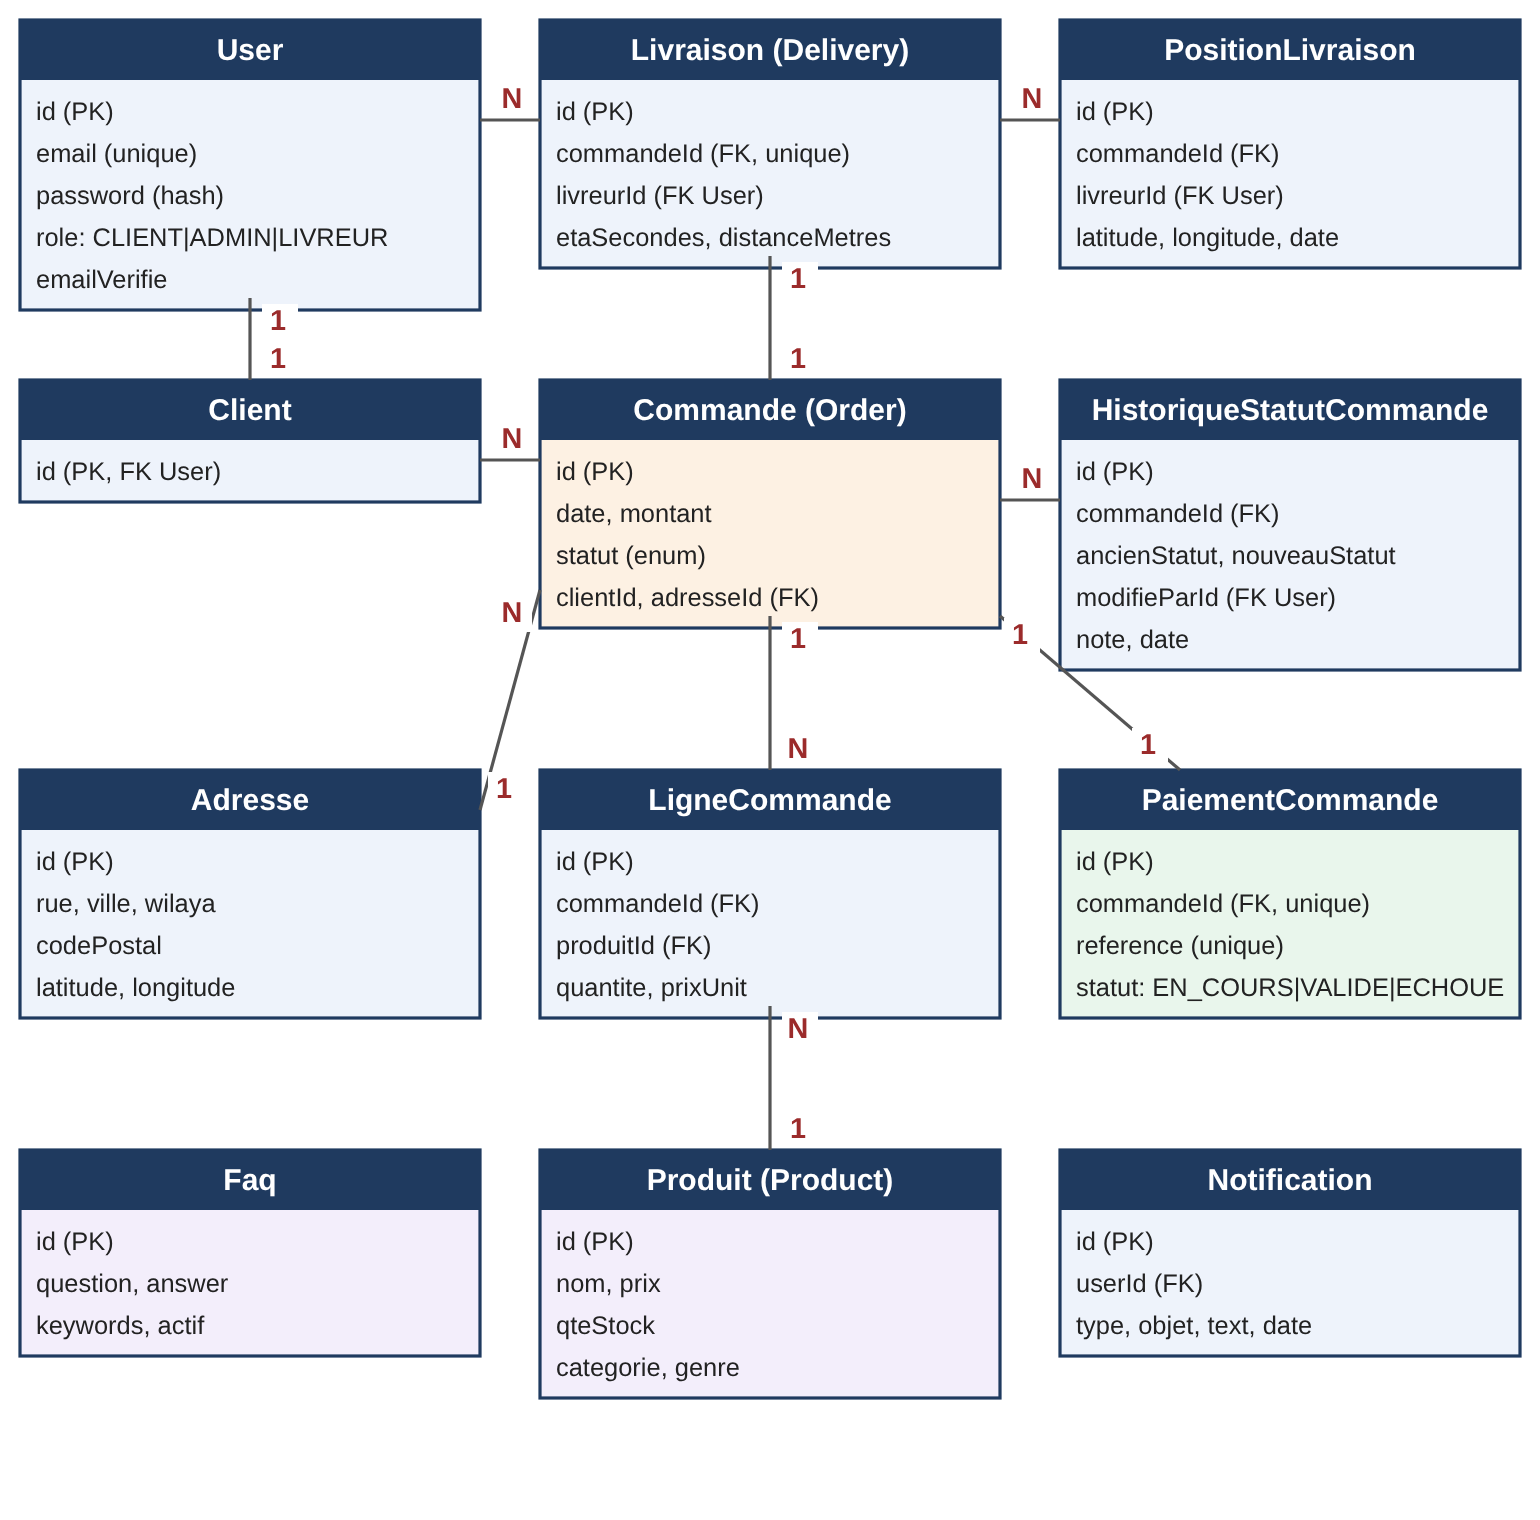 User
id (PK)
email (unique)
password (hash)
role: CLIENT|ADMIN|LIVREUR
emailVerifie
N
Livraison (Delivery)
id (PK)
commandeId (FK, unique)
livreurId (FK User)
etaSecondes, distanceMetres
N
PositionLivraison
id (PK)
commandeId (FK)
livreurId (FK User)
latitude, longitude, date
1
1
1
1
Client
id (PK, FK User)
N
Commande (Order)
id (PK)
date, montant
statut (enum)
clientId, adresseId (FK)
N
HistoriqueStatutCommande
id (PK)
commandeId (FK)
ancienStatut, nouveauStatut
modifieParId (FK User)
note, date
N
1
1
1
N
1
Adresse
id (PK)
rue, ville, wilaya
codePostal
latitude, longitude
LigneCommande
id (PK)
commandeId (FK)
produitId (FK)
quantite, prixUnit
PaiementCommande
id (PK)
commandeId (FK, unique)
reference (unique)
statut: EN_COURS|VALIDE|ECHOUE
N
1
Faq
id (PK)
question, answer
keywords, actif
Produit (Product)
id (PK)
nom, prix
qteStock
categorie, genre
Notification
id (PK)
userId (FK)
type, objet, text, date